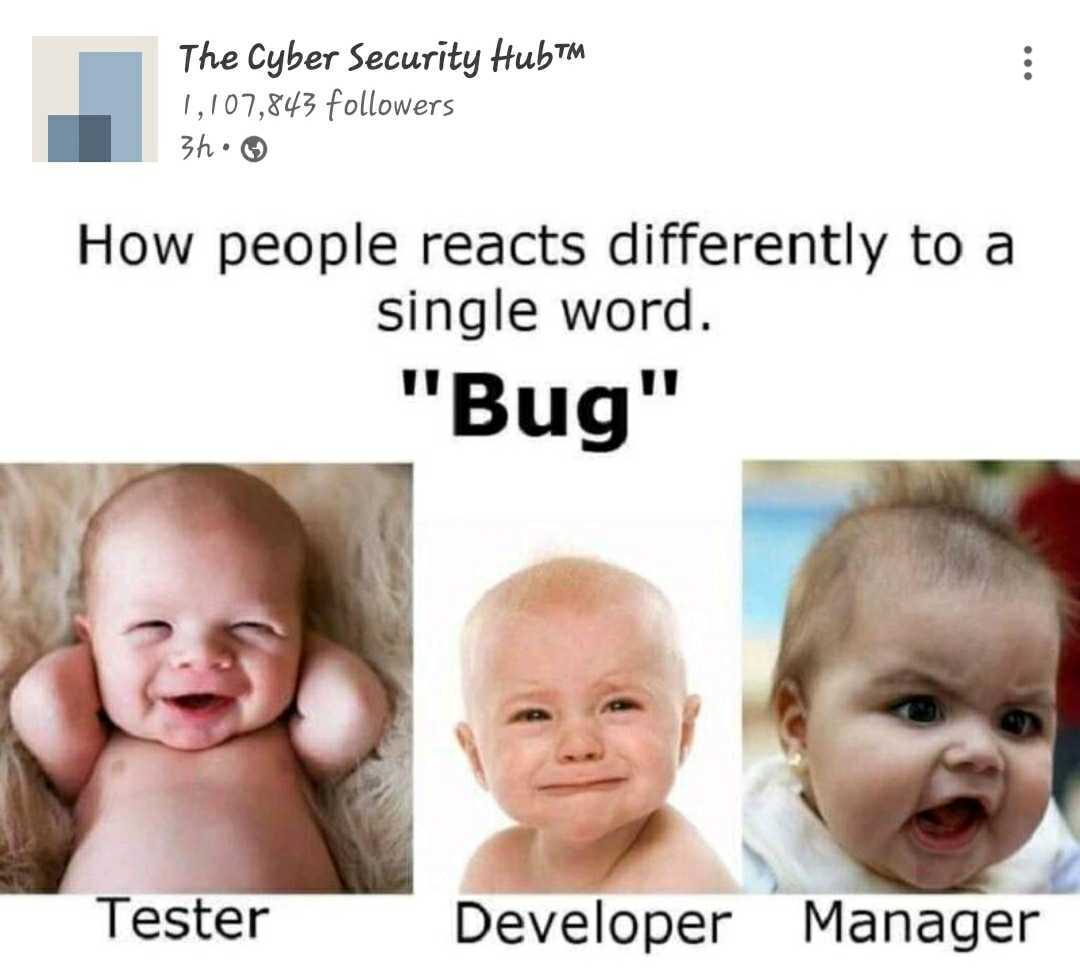 The Cyber Security Hub™
1,107,843 followers
3h •
How people reacts differently to a
single word.
"Bug"
Tester
Developer
Manager